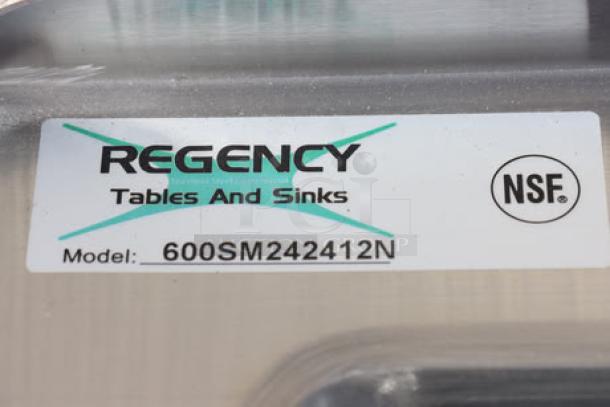 REGENCY
Tables And Sinks
NSF®
Model: 600SM242412N